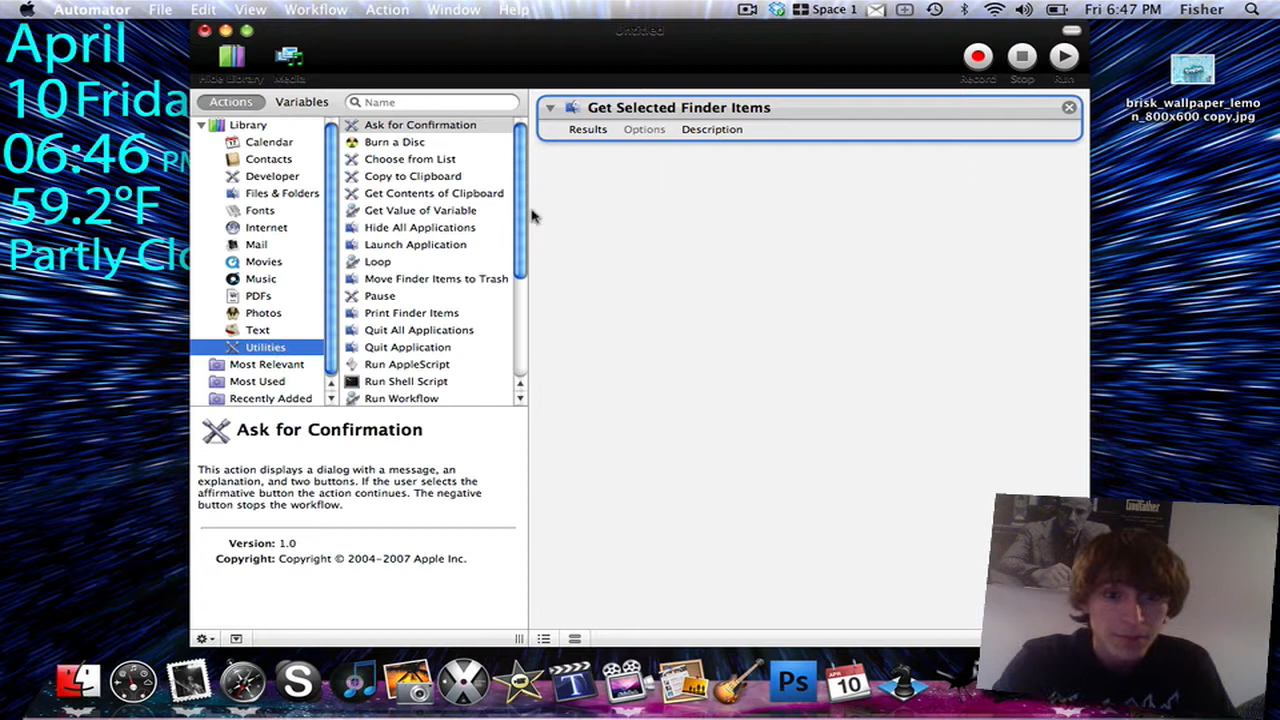 Automator File Edit View Workflow Action Window Help Space 1 Fri 6:47 PM Fisher
April
10 Frida
06:46 PM
59.2°F
Partly Clo
Untitled
Hide Library Media Record Stop Run
Actions Variables Name
Library
Calendar
Contacts
Developer
Files & Folders
Fonts
Internet
Mail
Movies
Music
PDFs
Photos
Text
Utilities
Most Relevant
Most Used
Recently Added
Ask for Confirmation
Burn a Disc
Choose from List
Copy to Clipboard
Get Contents of Clipboard
Get Value of Variable
Hide All Applications
Launch Application
Loop
Move Finder Items to Trash
Pause
Print Finder Items
Quit All Applications
Quit Application
Run AppleScript
Run Shell Script
Run Workflow
Get Selected Finder Items
Results Options Description
brisk_wallpaper_lemo
n_800x600 copy.jpg
Ask for Confirmation
This action displays a dialog with a message, an
explanation, and two buttons. If the user selects the
affirmative button the action continues. The negative
button stops the workflow.
Version: 1.0
Copyright: Copyright © 2004-2007 Apple Inc.
Godfather
S
T
Ps
APR
10